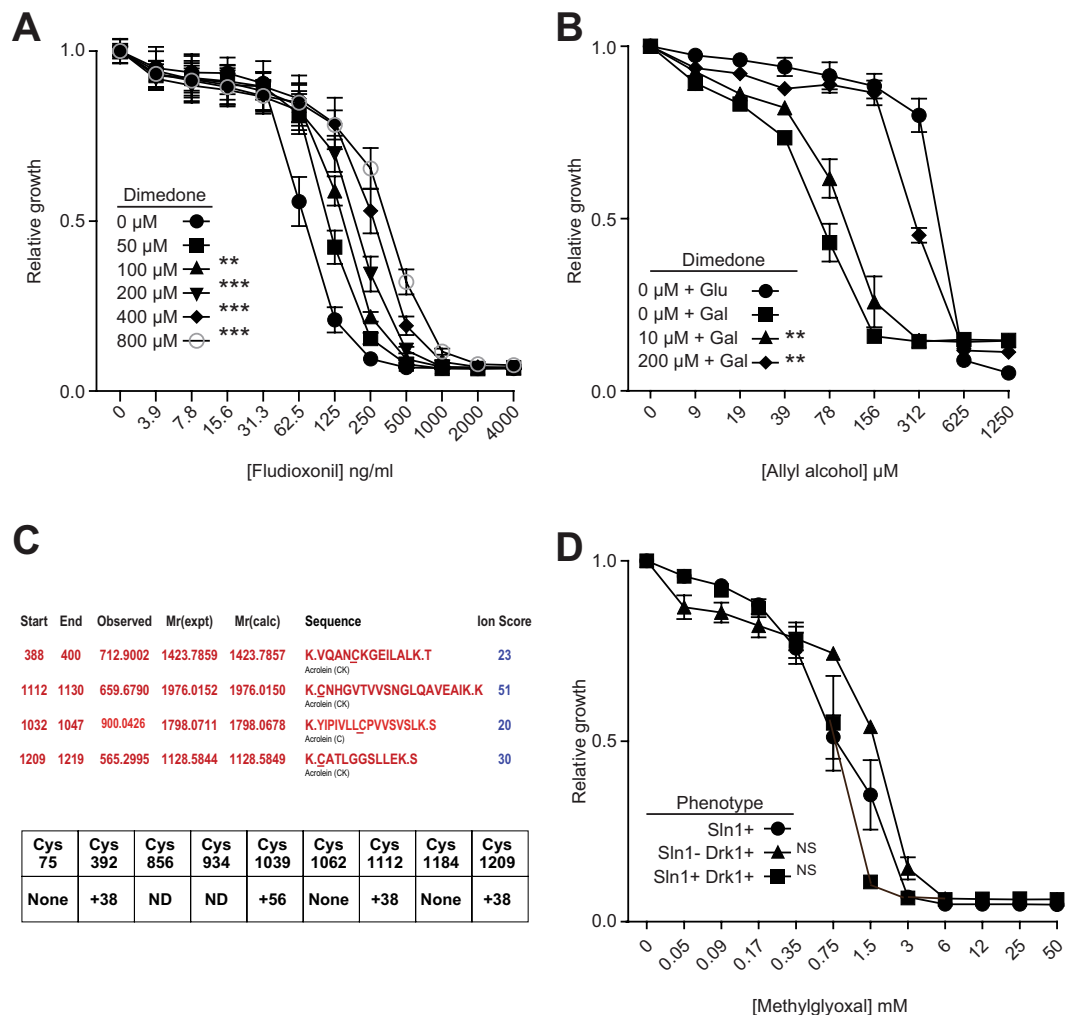 A
1.0
0.5
0.0
Relative growth
Dimedone
0 µM
50 µM
100 µM **
200 µM ***
400 µM ***
800 µM ***
0 3.9 7.8 15.6 31.3 62.5 125 250 500 1000 2000 4000
[Fludioxonil] ng/ml
B
1.0
0.5
0.0
Relative growth
Dimedone
0 µM + Glu
0 µM + Gal
10 µM + Gal **
200 µM + Gal **
0 9 19 39 78 156 312 625 1250
[Allyl alcohol] µM
C
Start End Observed Mr(expt) Mr(calc) Sequence Ion Score
388 400 712.9002 1423.7859 1423.7857 K.VQANCKGEILALK.T 23
Acrolein (CK)
1112 1130 659.6790 1976.0152 1976.0150 K.CNHGVTVVSNGLQAVEAIK.K 51
Acrolein (CK)
1032 1047 900.0426 1798.0711 1798.0678 K.YIPIVLLCPVVSVSLK.S 20
Acrolein (C)
1209 1219 565.2995 1128.5844 1128.5849 K.CATLGGSLLEK.S 30
Acrolein (CK)
Cys Cys Cys Cys Cys Cys Cys Cys Cys
75 392 856 934 1039 1062 1112 1184 1209
None +38 ND ND +56 None +38 None +38
D
1.0
0.5
0.0
Relative growth
Phenotype
Sln1+
Sln1- Drk1+ NS
Sln1+ Drk1+ NS
0 0.05 0.09 0.17 0.35 0.75 1.5 3 6 12 25 50
[Methylglyoxal] mM